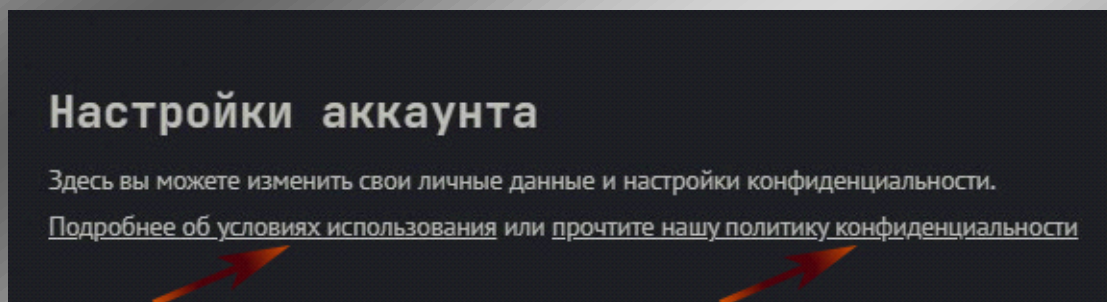 Настройки аккаунта
Здесь вы можете изменить свои личные данные и настройки конфиденциальности.
Подробнее об условиях использования или прочтите нашу политику конфиденциальности